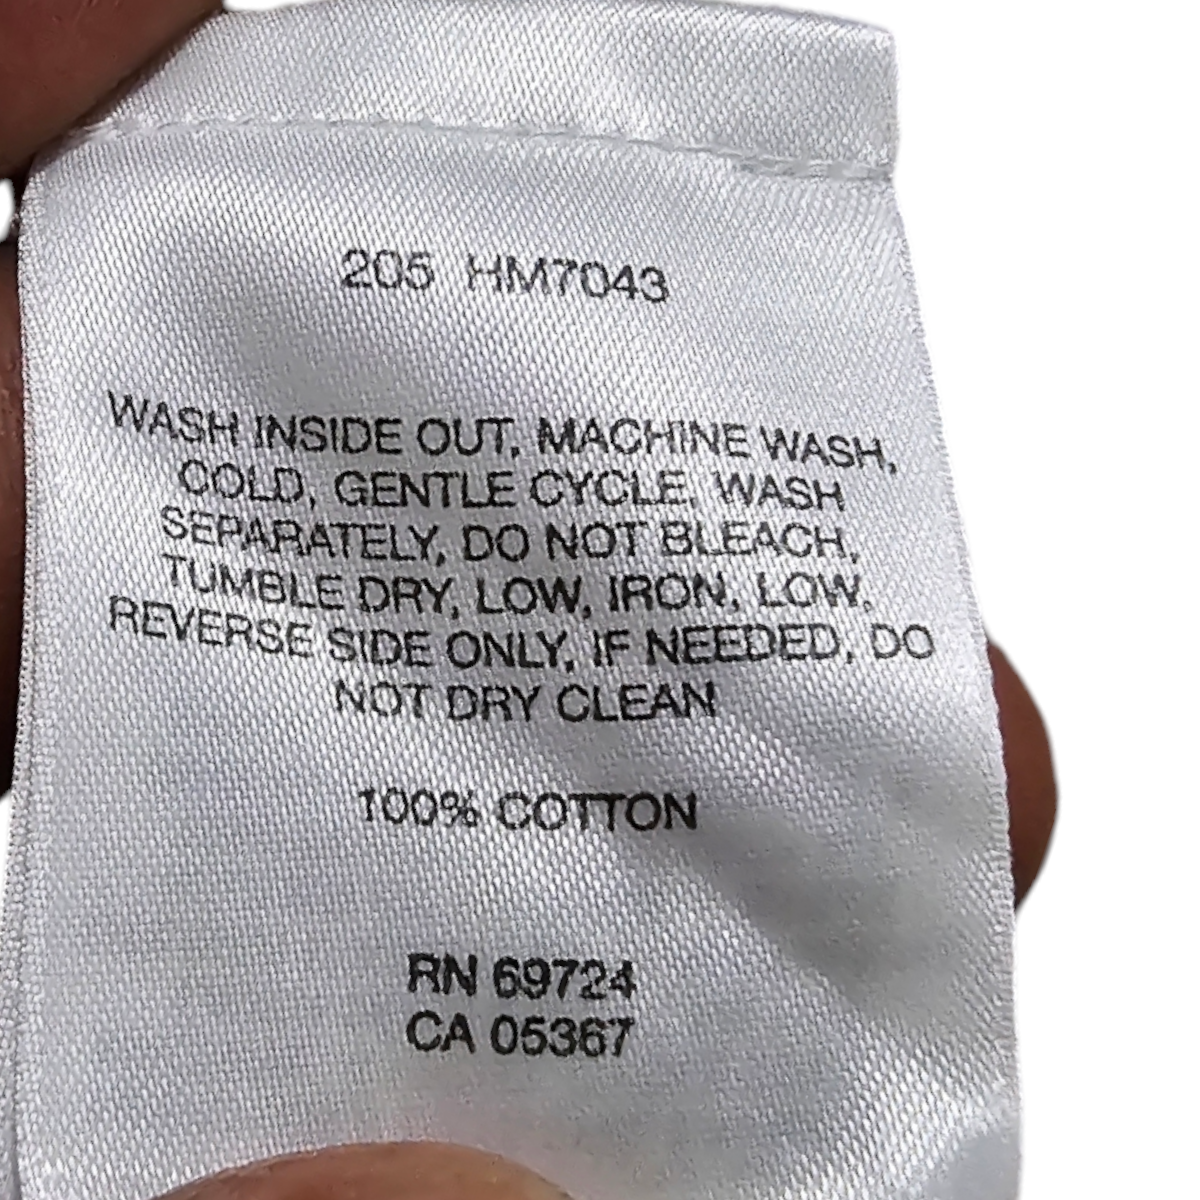 205 HM7043
WASH INSIDE OUT, MACHINE WASH,
COLD, GENTLE CYCLE, WASH
SEPARATELY, DO NOT BLEACH,
TUMBLE DRY, LOW, IRON, LOW,
REVERSE SIDE ONLY, IF NEEDED, DO
NOT DRY CLEAN
100% COTTON
RN 69724
CA 05367